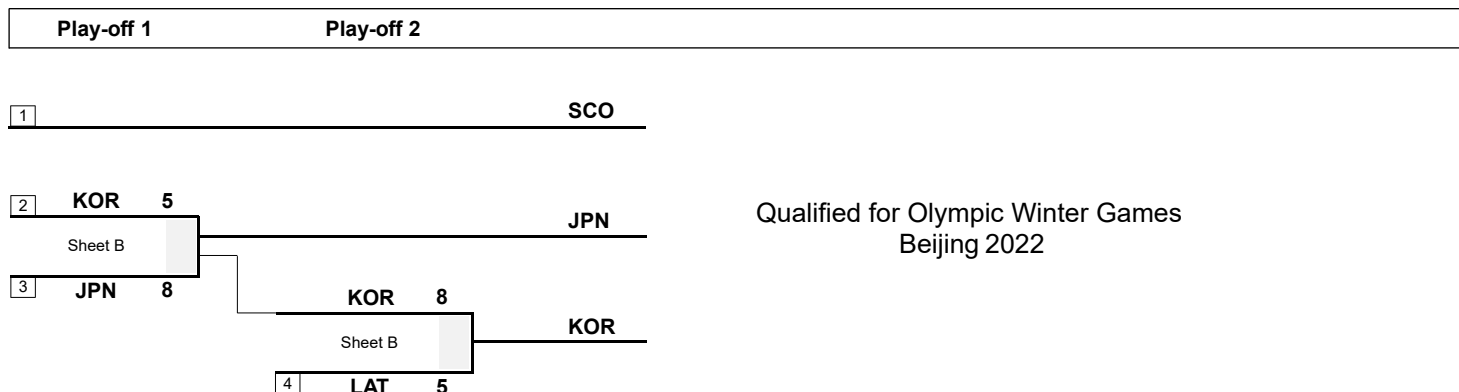 Play-off 1 Play-off 2
1 SCO
2 KOR 5
JPN
Qualified for Olympic Winter Games
Beijing 2022
Sheet B
3 JPN 8
KOR 8
KOR
Sheet B
4 LAT 5